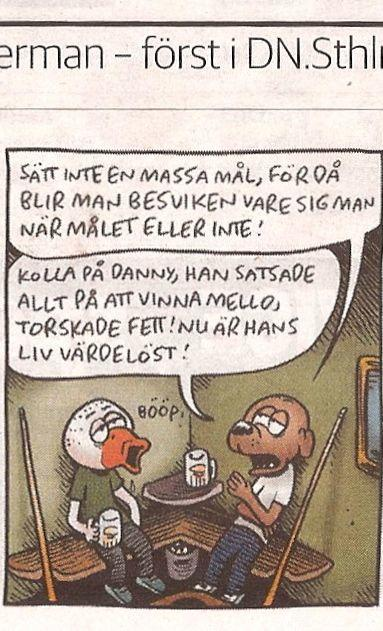 erman – först i DN.Sthl
SÄTT INTE EN MASSA MÅL, FÖR DÅ
BLIR MAN BESVIKEN VARE SIG MAN
NÅR MÅLET ELLER INTE!
KOLLA PÅ DANNY, HAN SATSADE
ALLT PÅ ATT VINNA MELLO,
TORSKADE FETT! NU ÄR HANS
LIV VÄRDELÖST!
BÖÖP.